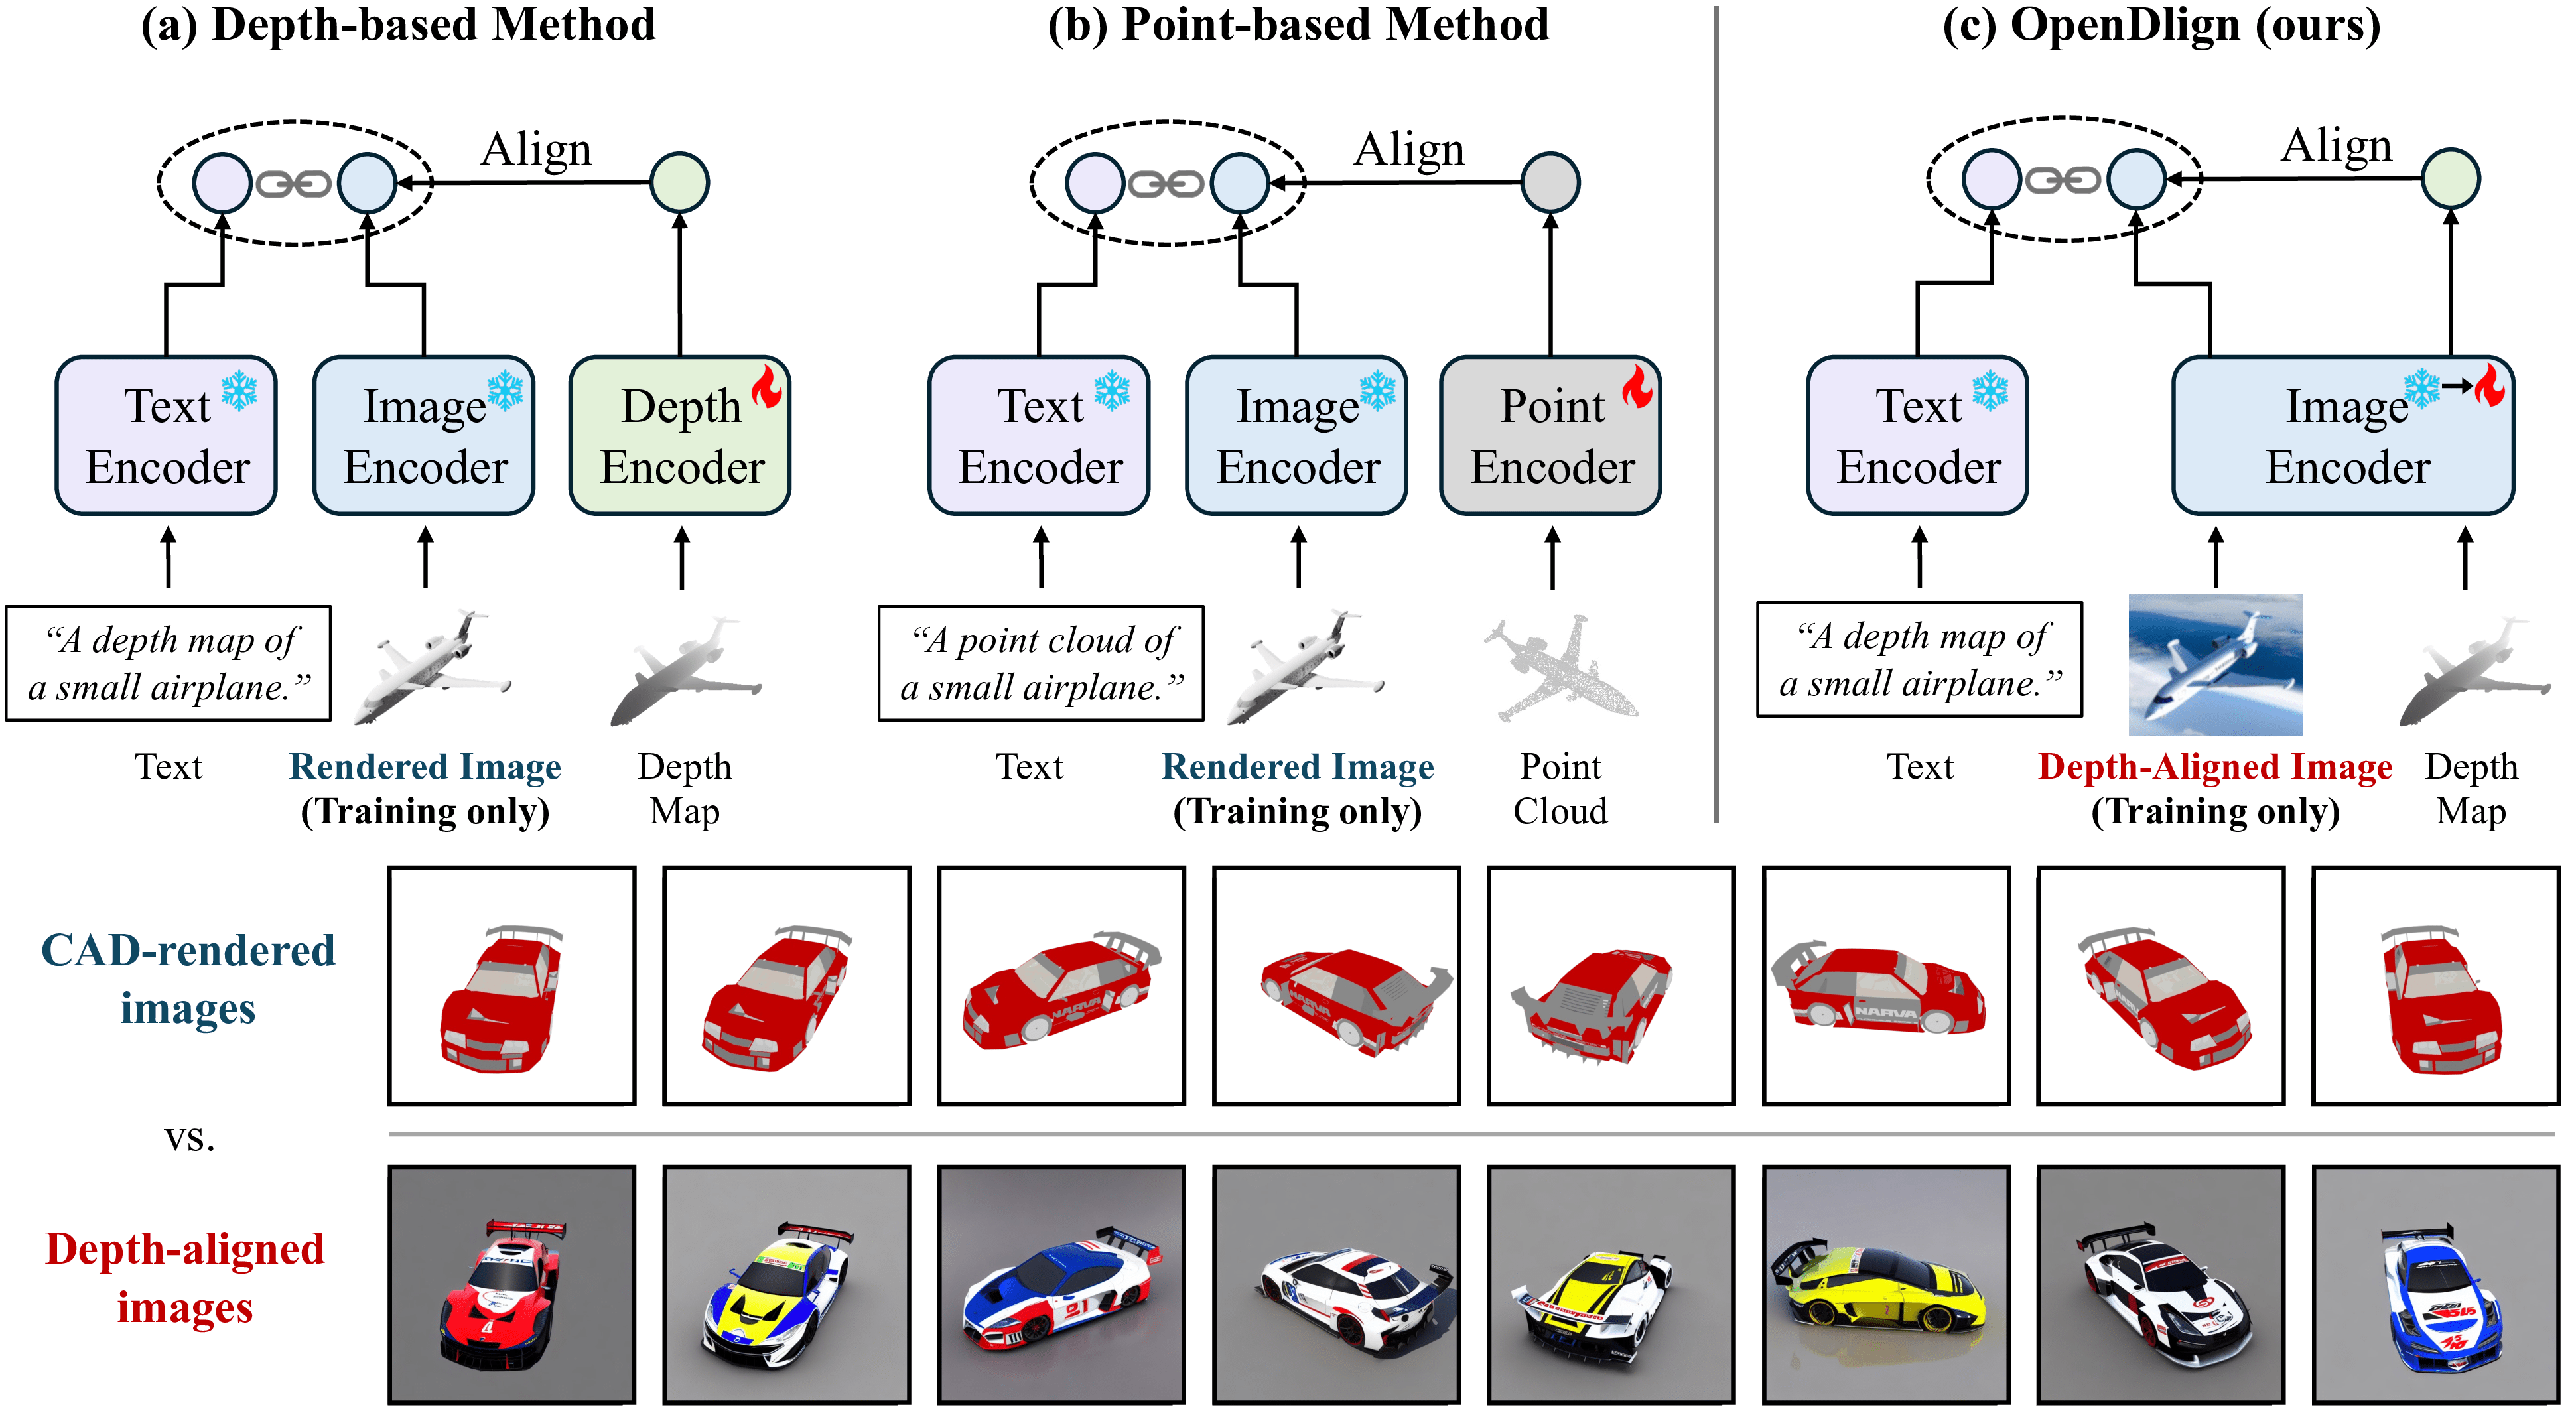 (a) Depth-based Method
Align
Text
Encoder
Image
Encoder
Depth
Encoder
“A depth map of
a small airplane.”
Text
Rendered Image
(Training only)
Depth
Map
(b) Point-based Method
Align
Text
Encoder
Image
Encoder
Point
Encoder
“A point cloud of
a small airplane.”
Text
Rendered Image
(Training only)
Point
Cloud
(c) OpenDlign (ours)
Align
Text
Encoder
Image
Encoder
“A depth map of
a small airplane.”
Text
Depth-Aligned Image
(Training only)
Depth
Map
CAD-rendered
images
NARVA
NARVA
NARVA
vs.
Depth-aligned
images